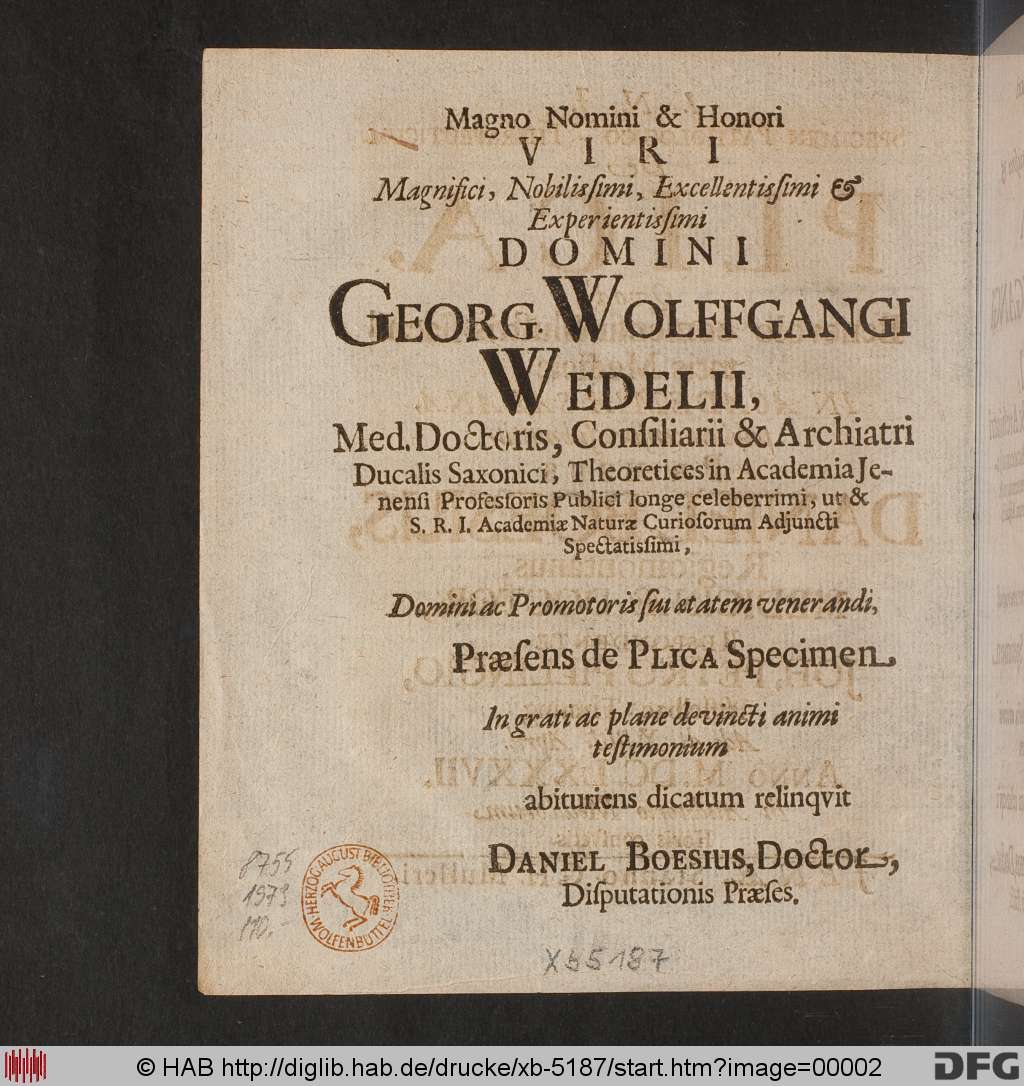 Magno Nomini & Honori
VIRI
Magnifici, Nobilisſimi, Excellentisſimi &
Experientisſimi
DOMINI
GEORG. WOLFFGANGI
WEDELII,
Med. Doctoris, Conſiliarii & Archiatri
Ducalis Saxonici, Theoretices in Academia Je-
nenſi Profesſoris Publici longe celeberrimi, ut &
S. R. I. Academiæ Naturæ Curioſorum Adjuncti
Spectatisſimi,
Domini ac Promotoris ſui ætatem venerandi,
Præſens de PLICA Specimen
In grati ac plane devincti animi
teſtimonium
abituriens dicatum relinqvit
DANIEL BOESIUS, Doctor,
Diſputationis Præſes.
8755
1973
110.-
HERZOG AUGUST BIBLIOTHEK WOLFENBÜTTEL
Xb 5187
© HAB http://diglib.hab.de/drucke/xb-5187/start.htm?image=00002
DFG